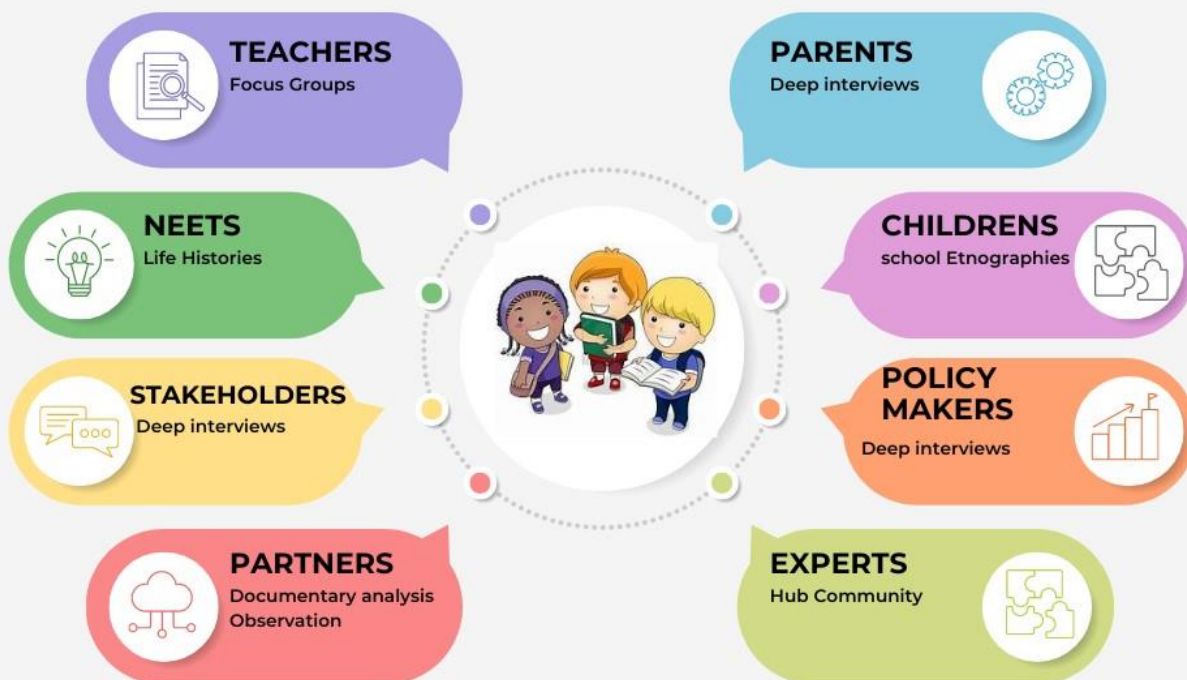 TEACHERS
Focus Groups
PARENTS
Deep interviews
NEETS
Life Histories
CHILDRENS
school Etnographies
STAKEHOLDERS
Deep interviews
POLICY
MAKERS
Deep interviews
PARTNERS
Documentary analysis
Observation
EXPERTS
Hub Community